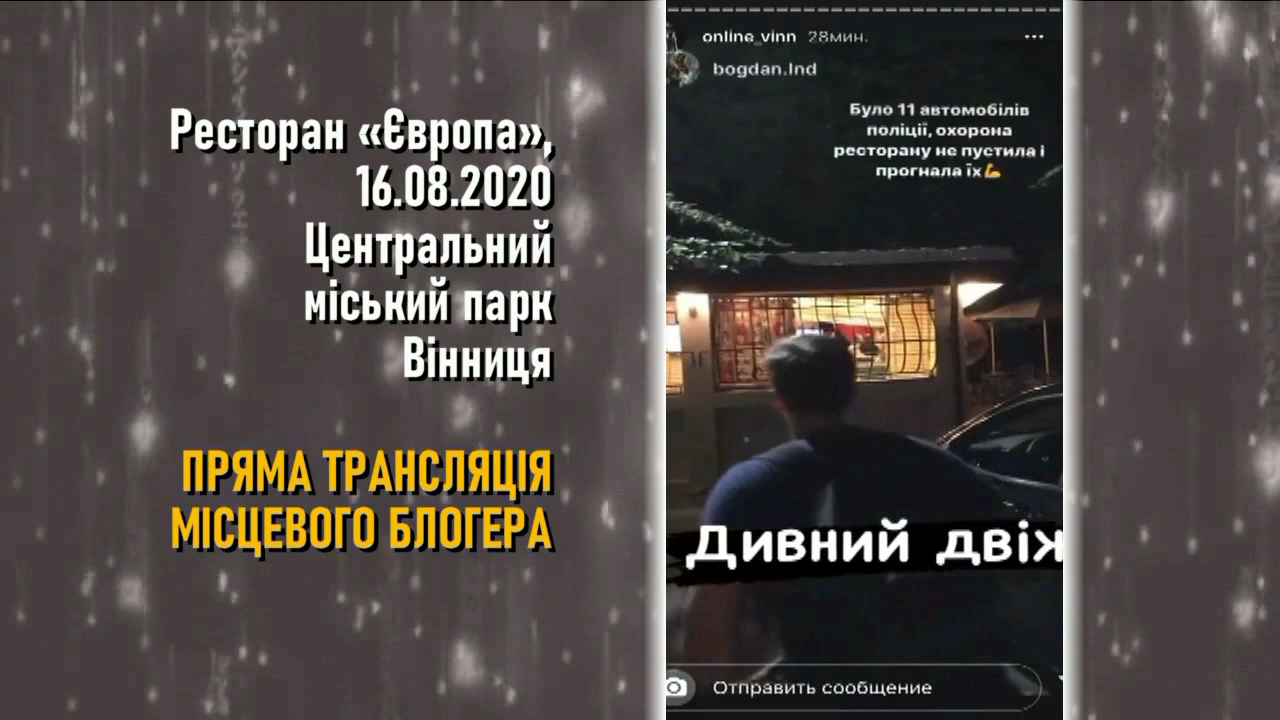 Ресторан «Європа»,
16.08.2020
Центральний
міський парк
Вінниця
ПРЯМА ТРАНСЛЯЦІЯ
МІСЦЕВОГО БЛОГЕРА
online_vinn 28мин.
bogdan.lnd
Було 11 автомобілів
поліції, охорона
ресторану не пустила і
прогнала їх💪
Дивний двіж
Отправить сообщение